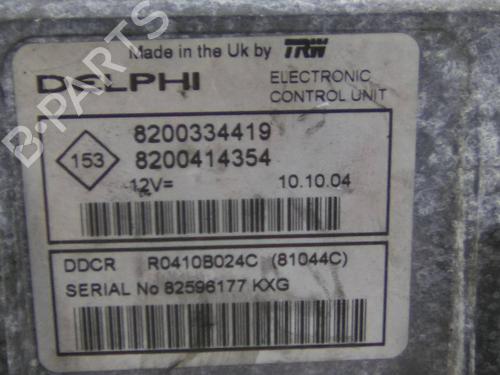 Made in the Uk by TRW
DELPHI
ELECTRONIC
CONTROL UNIT
153
8200334419
8200414354
12V= 10.10.04
DDCR R0410B024C (81044C)
SERIAL No 82596177 KXG
B-PARTS